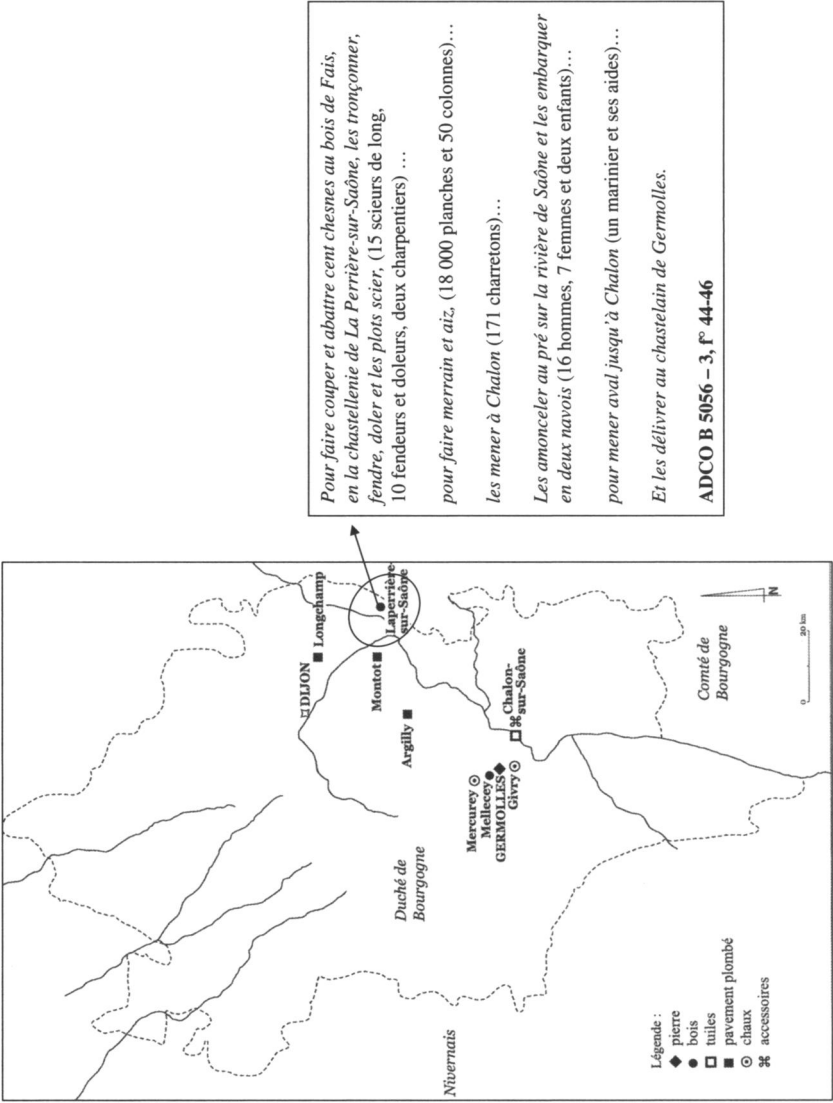 Pour faire couper et abattre cent chesnes au bois de Fais,
en la chastellenie de La Perrière-sur-Saône, les tronçonner,
fendre, doler et les plots scier, (15 scieurs de long,
10 fendeurs et doleurs, deux charpentiers) …
pour faire merrain et aiz, (18 000 planches et 50 colonnes)…
les mener à Chalon (171 charretons)…
Les amonceler au pré sur la rivière de Saône et les embarquer
en deux navois (16 hommes, 7 femmes et deux enfants)…
pour mener aval jusqu'à Chalon (un marinier et ses aides)…
Et les délivrer au chastelain de Germolles.
ADCO B 5056 – 3, f° 44-46
DIJON
Longchamp
Montot
Laperrière-
sur-Saône
Argilly
Duché de
Bourgogne
Mercurey
Mellecey
GERMOLLES
Givry
Chalon-
sur-Saône
Nivernais
Comté de
Bourgogne
N
0 20 km
Légende :
pierre
bois
tuiles
pavement plombé
chaux
accessoires